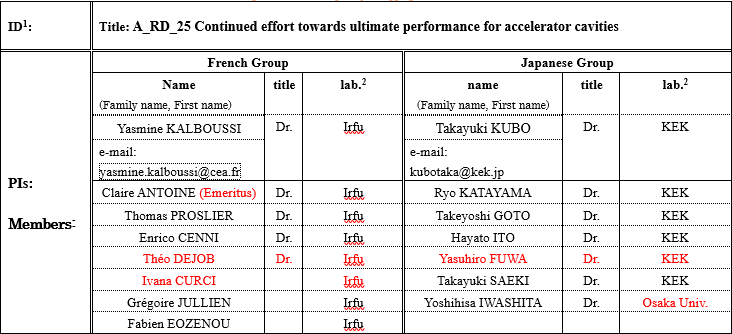 ID1: Title: A_RD_25 Continued effort towards ultimate performance for accelerator cavities
French Group Japanese Group
Name title lab.2 name title lab.2
(Family name, First name) (Family name, First name)
Yasmine KALBOUSSI Dr. Irfu Takayuki KUBO Dr. KEK
e-mail: e-mail:
yasmine.kalboussi@cea.fr kubotaka@kek.jp
PIs:
Claire ANTOINE (Emeritus) Dr. Irfu Ryo KATAYAMA Dr. KEK
Thomas PROSLIER Dr. Irfu Takeyoshi GOTO Dr. KEK
Members:
Enrico CENNI Dr. Irfu Hayato ITO Dr. KEK
Théo DEJOB Dr. Irfu Yasuhiro FUWA Dr. KEK
Ivana CURCI Irfu Takayuki SAEKI Dr. KEK
Grégoire JULLIEN Irfu Yoshihisa IWASHITA Dr. Osaka Univ.
Fabien EOZENOU Irfu